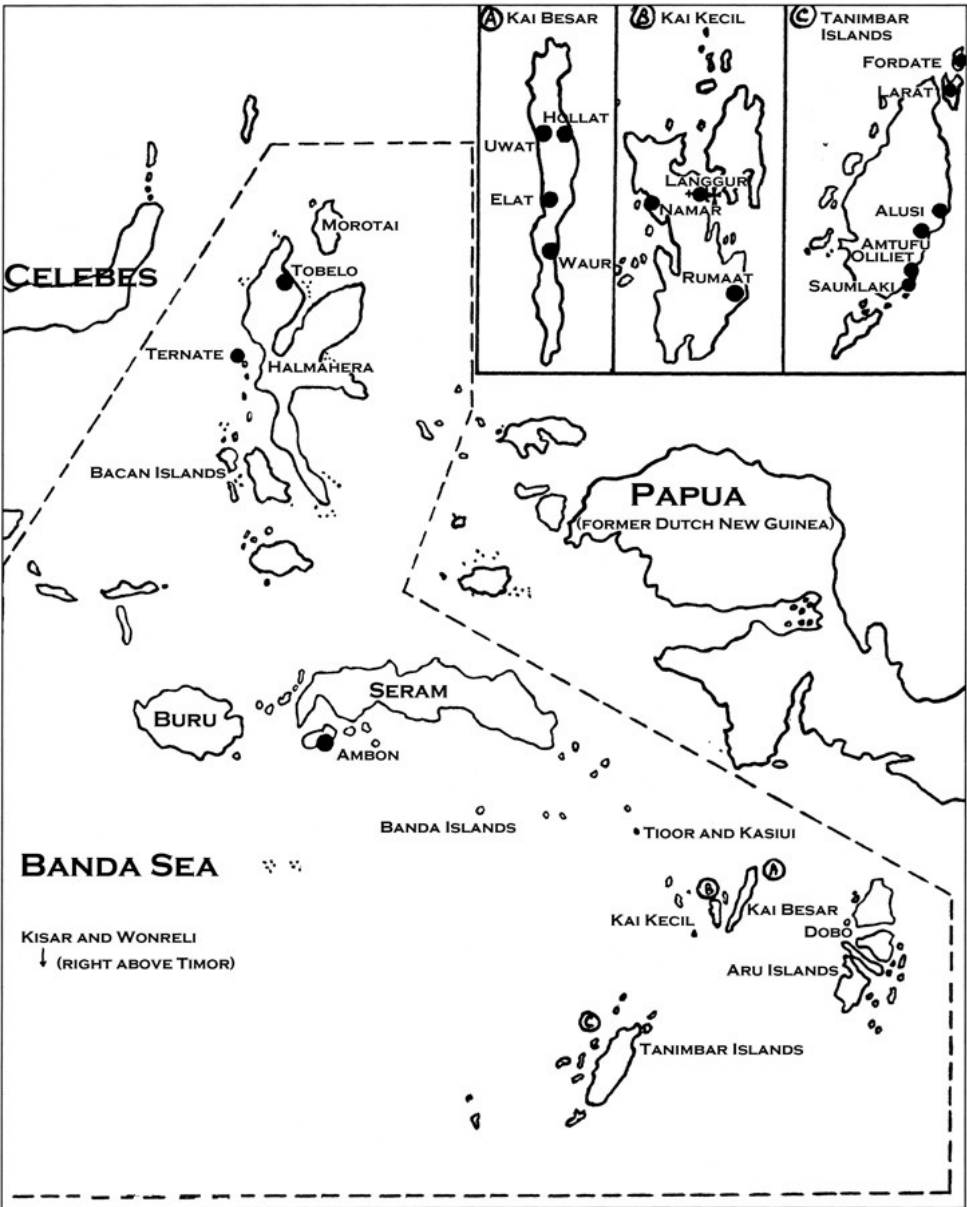 Ⓐ KAI BESAR
HOLLAT
UWAT
ELAT
WAUR
Ⓑ KAI KECIL
LANGGUR
NAMAR
RUMAAT
Ⓒ TANIMBAR
ISLANDS
FORDATE
LARAT
ALUSI
AMTUFU
OLILIET
SAUMLAKI
MOROTAI
CELEBES
TOBELO
TERNATE
HALMAHERA
BACAN ISLANDS
PAPUA
(FORMER DUTCH NEW GUINEA)
SERAM
BURU
AMBON
BANDA ISLANDS
TIOOR AND KASIUI
BANDA SEA
Ⓐ
Ⓑ
KAI BESAR
KAI KECIL
DOBO
KISAR AND WONRELI
↓ (RIGHT ABOVE TIMOR)
ARU ISLANDS
Ⓒ
TANIMBAR ISLANDS